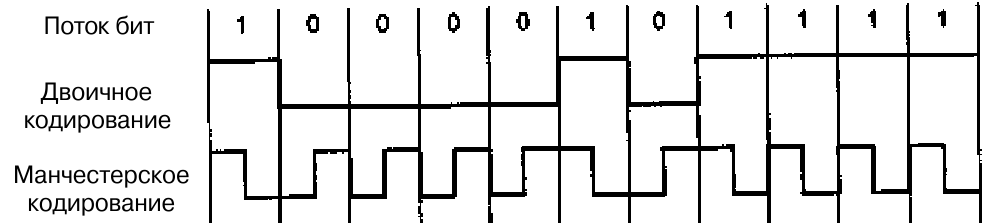 Поток бит 1 0 0 0 0 1 0 1 1 1 1
Двоичное
кодирование
Манчестерское
кодирование